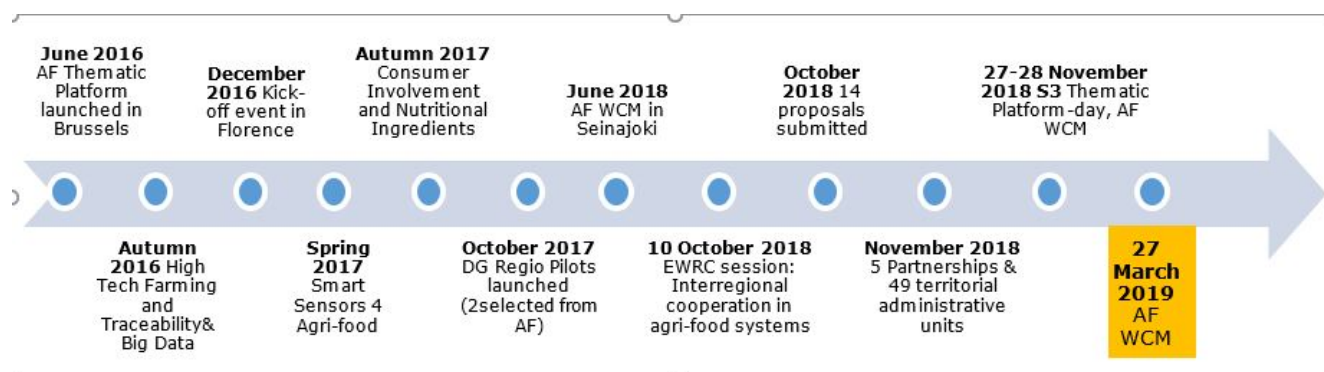 June 2016
AF Thematic
Platform
launched in
Brussels
Autumn
2016 High
Tech Farming
and
Traceability&
Big Data
December
2016 Kick-
off event in
Florence
Spring
2017
Smart
Sensors 4
Agri-food
Autumn 2017
Consumer
Involvement
and Nutritional
Ingredients
October 2017
DG Regio Pilots
launched
(2selected from
AF)
June 2018
AF WCM in
Seinajoki
10 October 2018
EWRC session:
Interregional
cooperation in
agri-food systems
October
2018 14
proposals
submitted
November 2018
5 Partnerships &
49 territorial
administrative
units
27-28 November
2018 S3 Thematic
Platform-day, AF
WCM
27
March
2019
AF
WCM